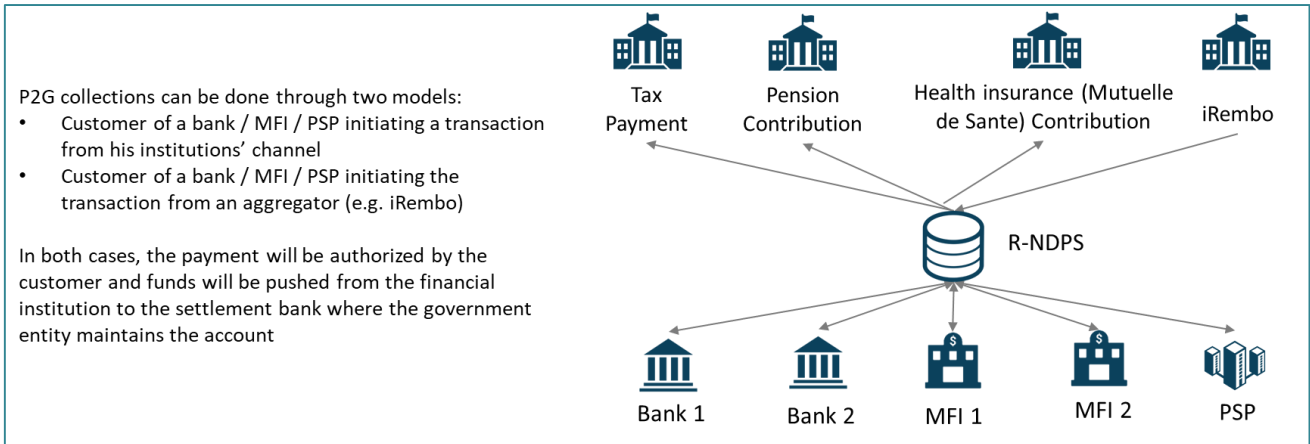 P2G collections can be done through two models:
• Customer of a bank / MFI / PSP initiating a transaction
from his institutions’ channel
• Customer of a bank / MFI / PSP initiating the
transaction from an aggregator (e.g. iRembo)
In both cases, the payment will be authorized by the
customer and funds will be pushed from the financial
institution to the settlement bank where the government
entity maintains the account
Tax
Payment
Pension
Contribution
Health insurance (Mutuelle
de Sante) Contribution
iRembo
R-NDPS
$
$
Bank 1
Bank 2
MFI 1
MFI 2
PSP